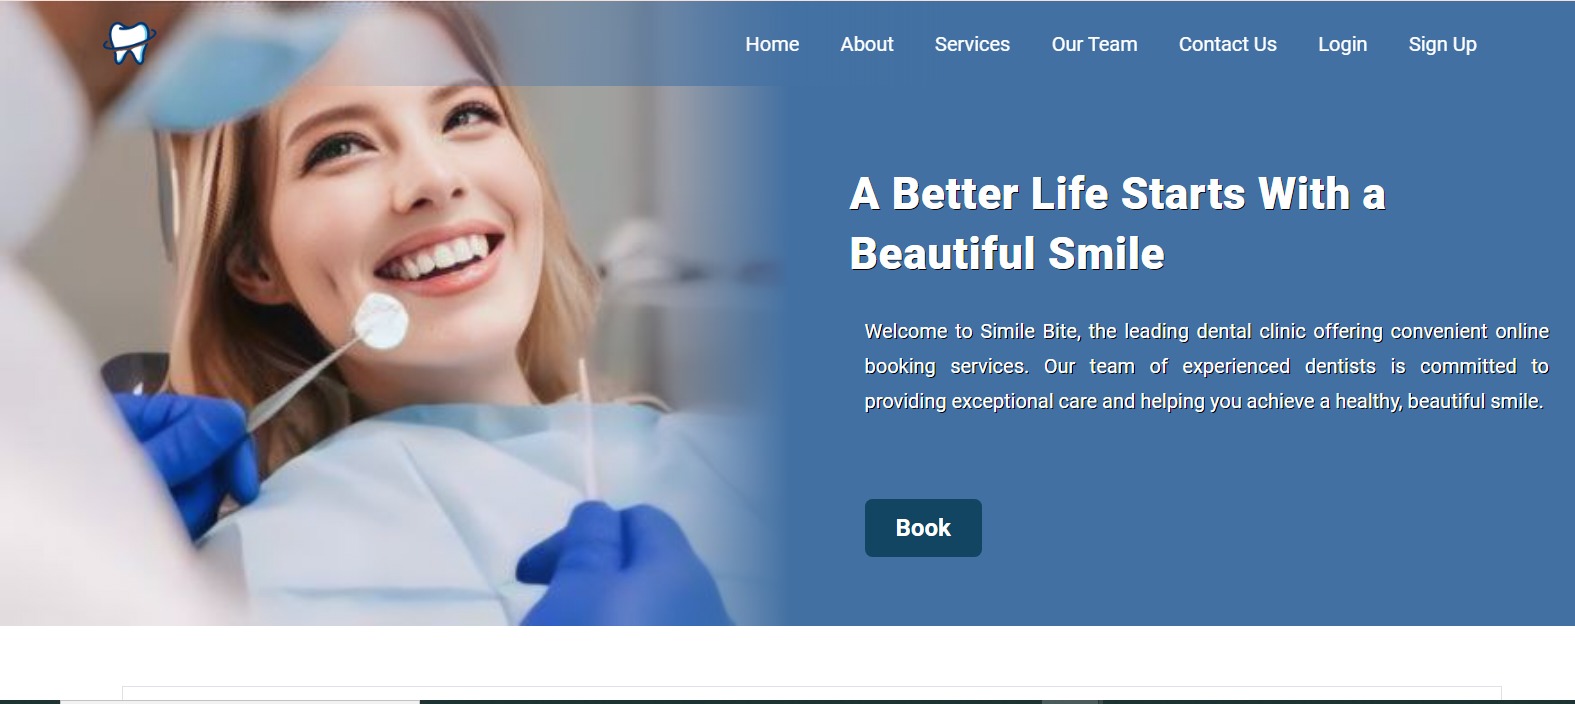 Home About Services Our Team Contact Us Login Sign Up
A Better Life Starts With a
Beautiful Smile
Welcome to Simile Bite, the leading dental clinic offering convenient online
booking services. Our team of experienced dentists is committed to
providing exceptional care and helping you achieve a healthy, beautiful smile.
Book